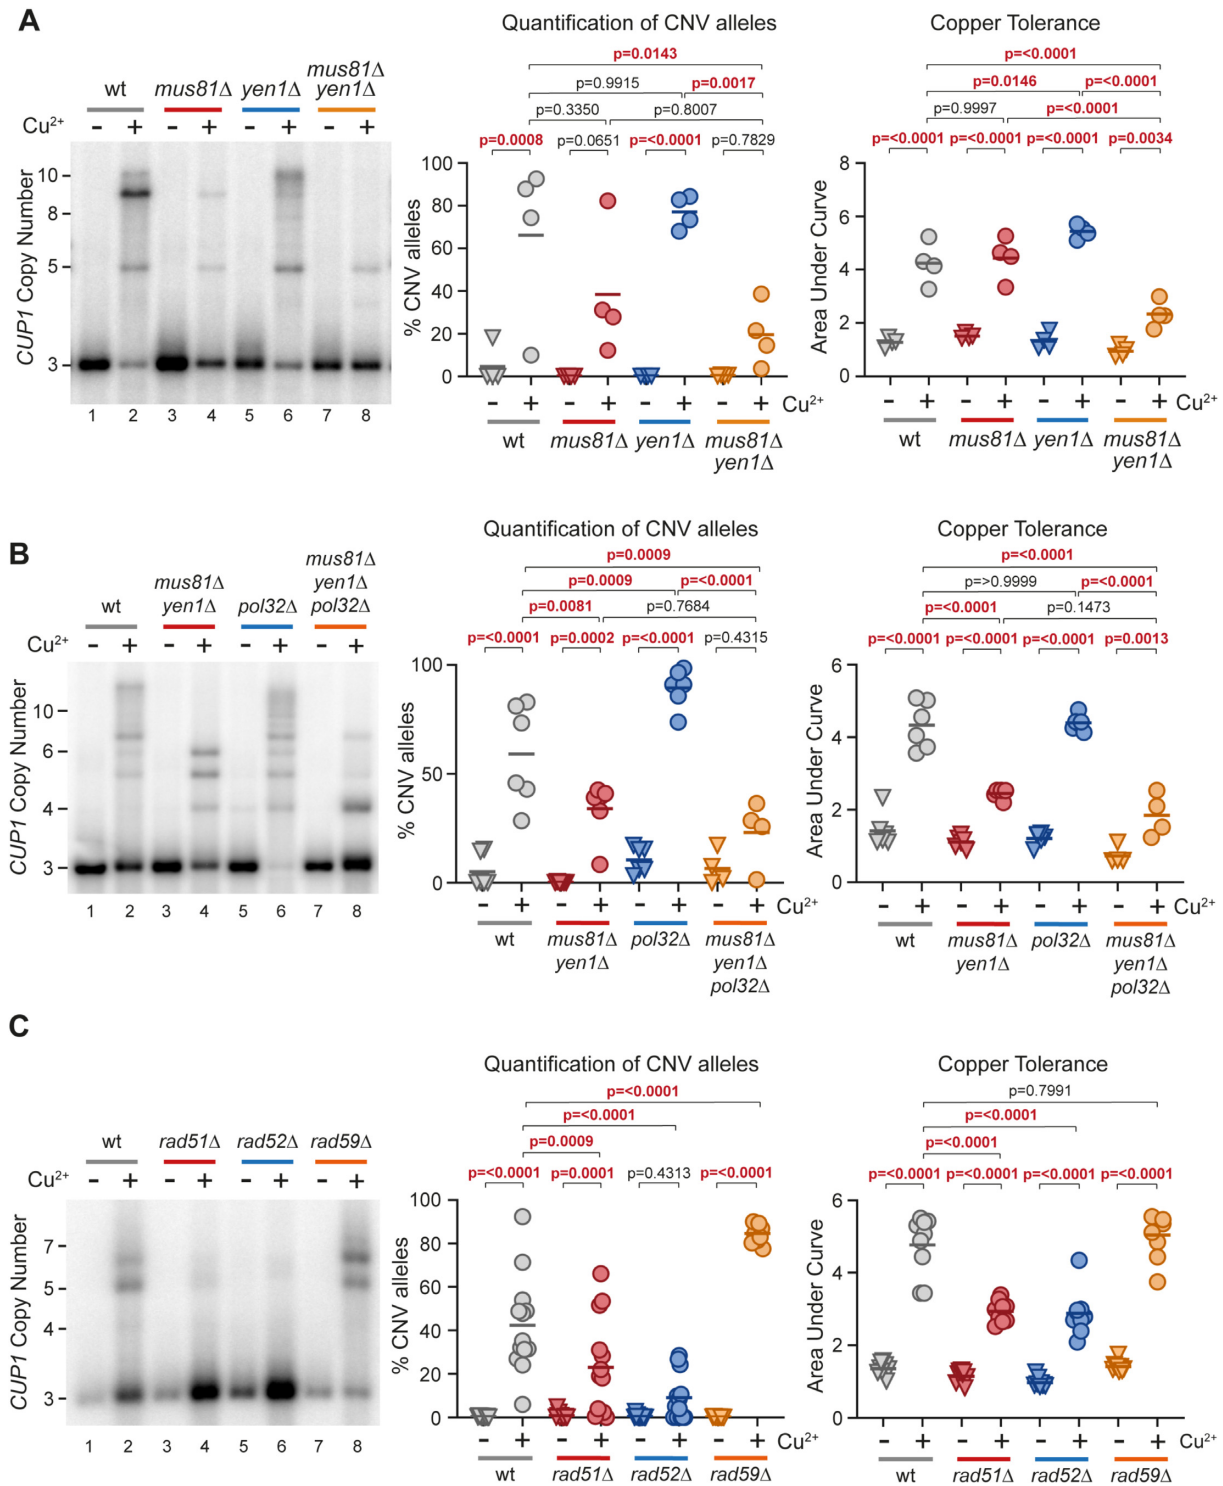 A
Quantification of CNV alleles
Copper Tolerance
wt
mus81Δ
yen1Δ
mus81Δ
yen1Δ
Cu²⁺
- + - + - + - +
CUP1 Copy Number
10
8
5
3
1 2 3 4 5 6 7 8
p=0.0143
p=0.9915
p=0.0017
p=0.3350
p=0.8007
p=0.0008
p=0.0651
p=<0.0001
p=0.7829
% CNV alleles
100
80
60
40
20
0
- + - + - + - + Cu²⁺
wt
mus81Δ
yen1Δ
mus81Δ
yen1Δ
p=<0.0001
p=0.0146
p=<0.0001
p=0.9997
p=<0.0001
p=<0.0001
p=<0.0001
p=<0.0001
p=0.0034
Area Under Curve
8
6
4
2
0
- + - + - + - + Cu²⁺
wt
mus81Δ
yen1Δ
mus81Δ
yen1Δ
B
Quantification of CNV alleles
Copper Tolerance
wt
mus81Δ
yen1Δ
pol32Δ
mus81Δ
yen1Δ
pol32Δ
Cu²⁺
- + - + - + - +
CUP1 Copy Number
10
6
4
3
1 2 3 4 5 6 7 8
p=0.0009
p=0.0009
p=<0.0001
p=0.0081
p=0.7684
p=<0.0001
p=0.0002
p=<0.0001
p=0.4315
% CNV alleles
100
50
0
- + - + - + - + Cu²⁺
wt
mus81Δ
yen1Δ
pol32Δ
mus81Δ
yen1Δ
pol32Δ
p=<0.0001
p=>0.9999
p=<0.0001
p=<0.0001
p=0.1473
p=<0.0001
p=<0.0001
p=<0.0001
p=0.0013
Area Under Curve
6
4
2
0
- + - + - + - + Cu²⁺
wt
mus81Δ
yen1Δ
pol32Δ
mus81Δ
yen1Δ
pol32Δ
C
Quantification of CNV alleles
Copper Tolerance
wt
rad51Δ
rad52Δ
rad59Δ
Cu²⁺
- + - + - + - +
CUP1 Copy Number
7
5
3
1 2 3 4 5 6 7 8
p=<0.0001
p=<0.0001
p=0.0009
p=<0.0001
p=0.0001
p=0.4313
p=<0.0001
% CNV alleles
100
80
60
40
20
0
- + - + - + - + Cu²⁺
wt
rad51Δ
rad52Δ
rad59Δ
p=0.7991
p=<0.0001
p=<0.0001
p=<0.0001
p=<0.0001
p=<0.0001
p=<0.0001
Area Under Curve
6
4
2
0
- + - + - + - + Cu²⁺
wt
rad51Δ
rad52Δ
rad59Δ